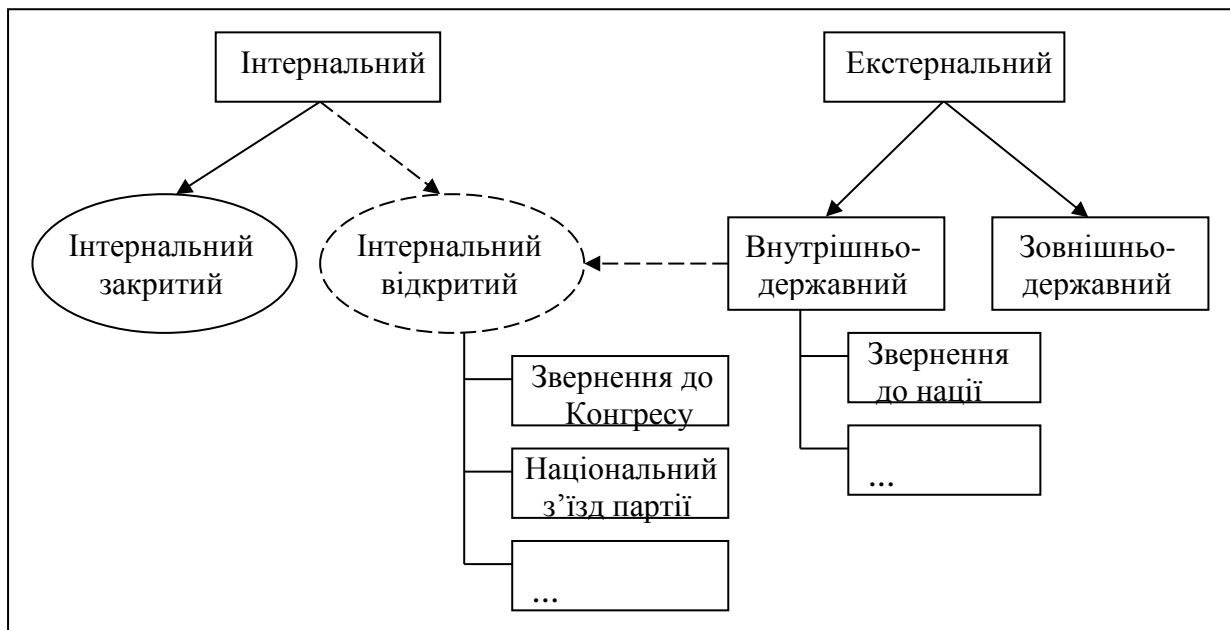 Інтернальний
Екстернальний
Інтернальний
закритий
Інтернальний
відкритий
Внутрішньо-
державний
Зовнішньо-
державний
Звернення до
Конгресу
Національний
з’їзд партії
...
Звернення
до нації
...